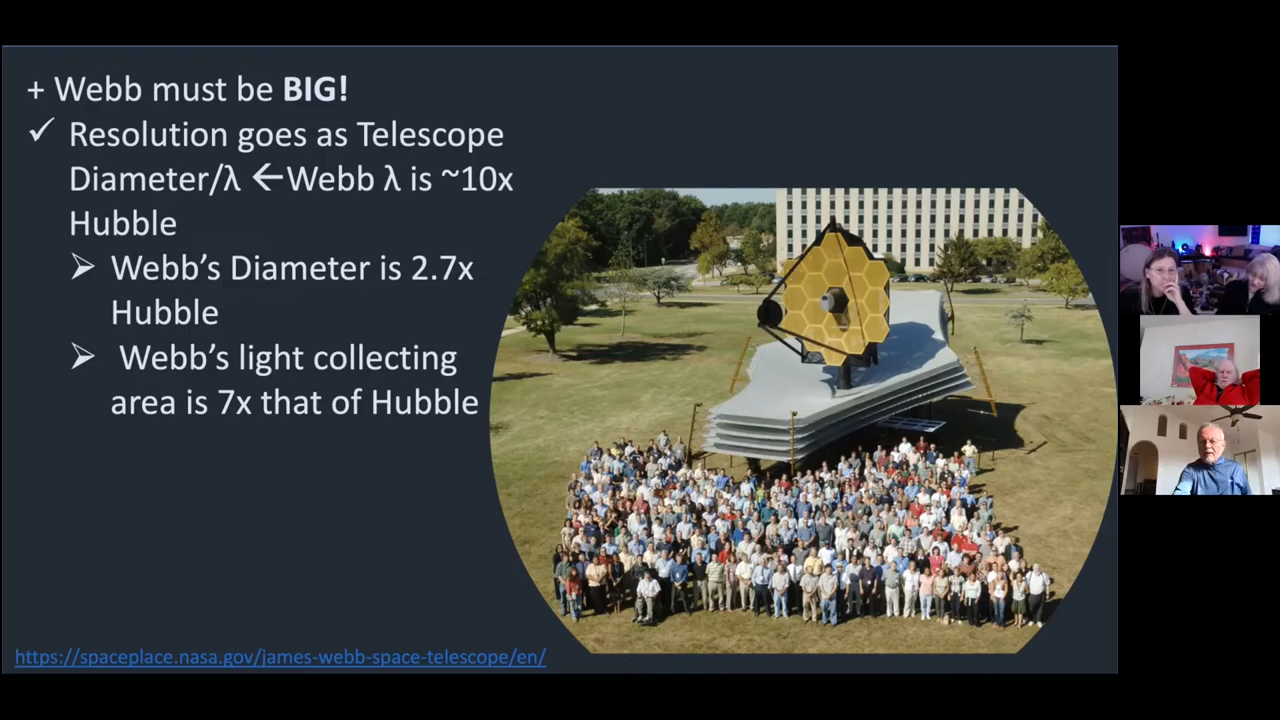 + Webb must be BIG!
✓ Resolution goes as Telescope
Diameter/λ ←Webb λ is ~10x
Hubble
➢ Webb's Diameter is 2.7x
Hubble
➢ Webb's light collecting
area is 7x that of Hubble
https://spaceplace.nasa.gov/james-webb-space-telescope/en/